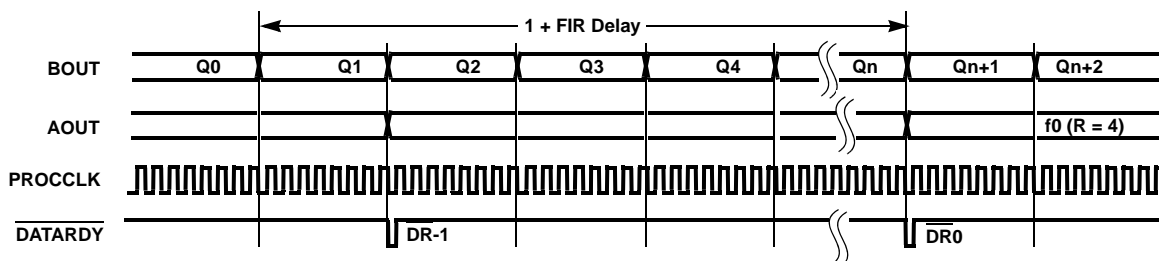 1 + FIR Delay
BOUT Q0 Q1 Q2 Q3 Q4 Qn Qn+1 Qn+2
AOUT f0 (R = 4)
PROCCLK
DATARDY DR-1 DR0